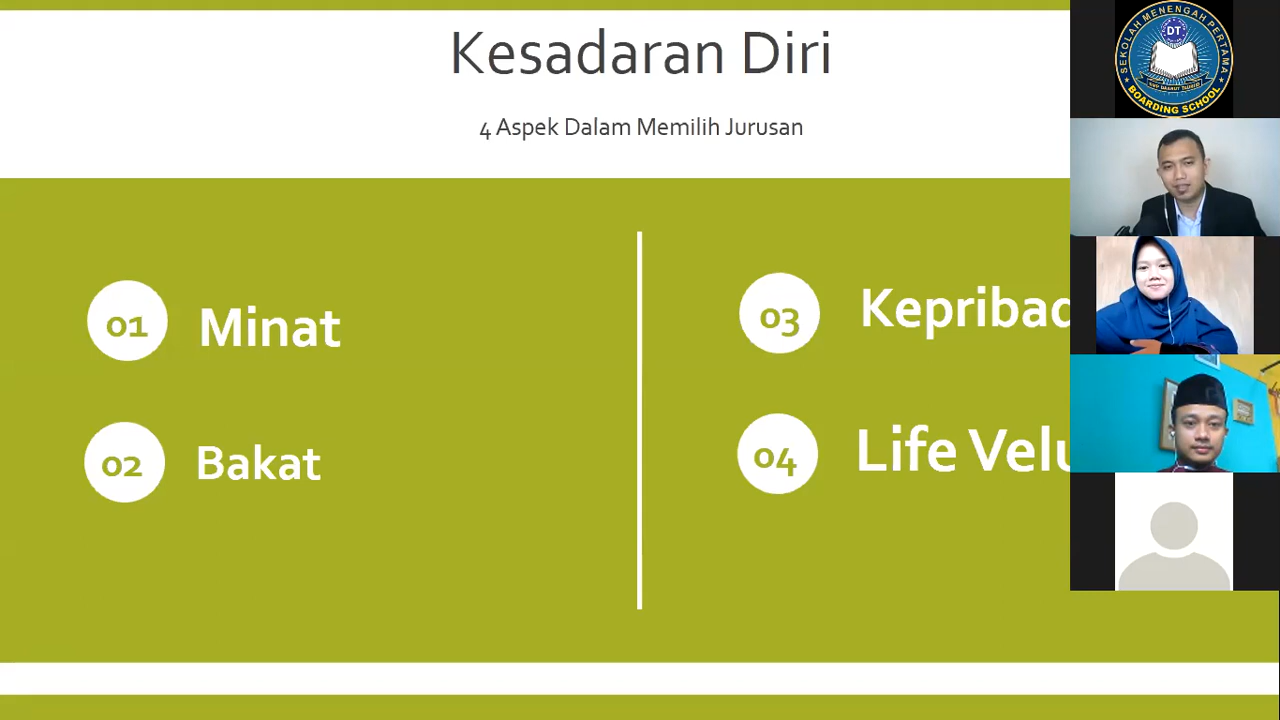 Kesadaran Diri
4 Aspek Dalam Memilih Jurusan
01 Minat
02 Bakat
03 Kepribad
04 Life Velu
SEKOLAH MENENGAH PERTAMA
DT
BOARDING SCHOOL